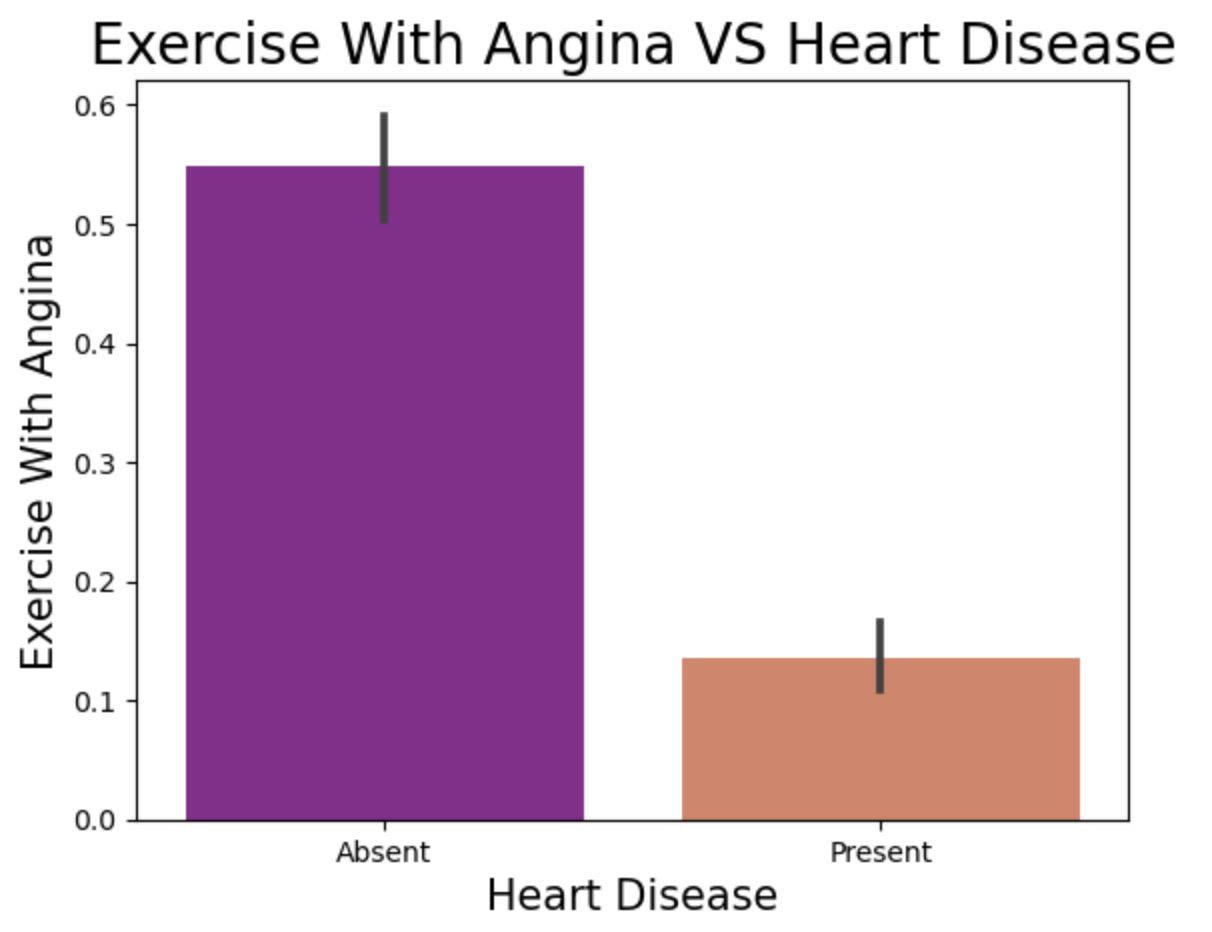 Exercise With Angina VS Heart Disease
0.6
0.5
0.4
0.3
0.2
0.1
0.0
Exercise With Angina
Absent
Present
Heart Disease